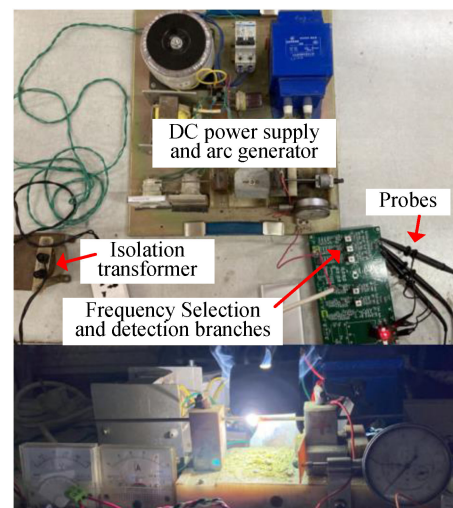 DC power supply
and arc generator
Probes
Isolation
transformer
Frequency Selection
and detection branches